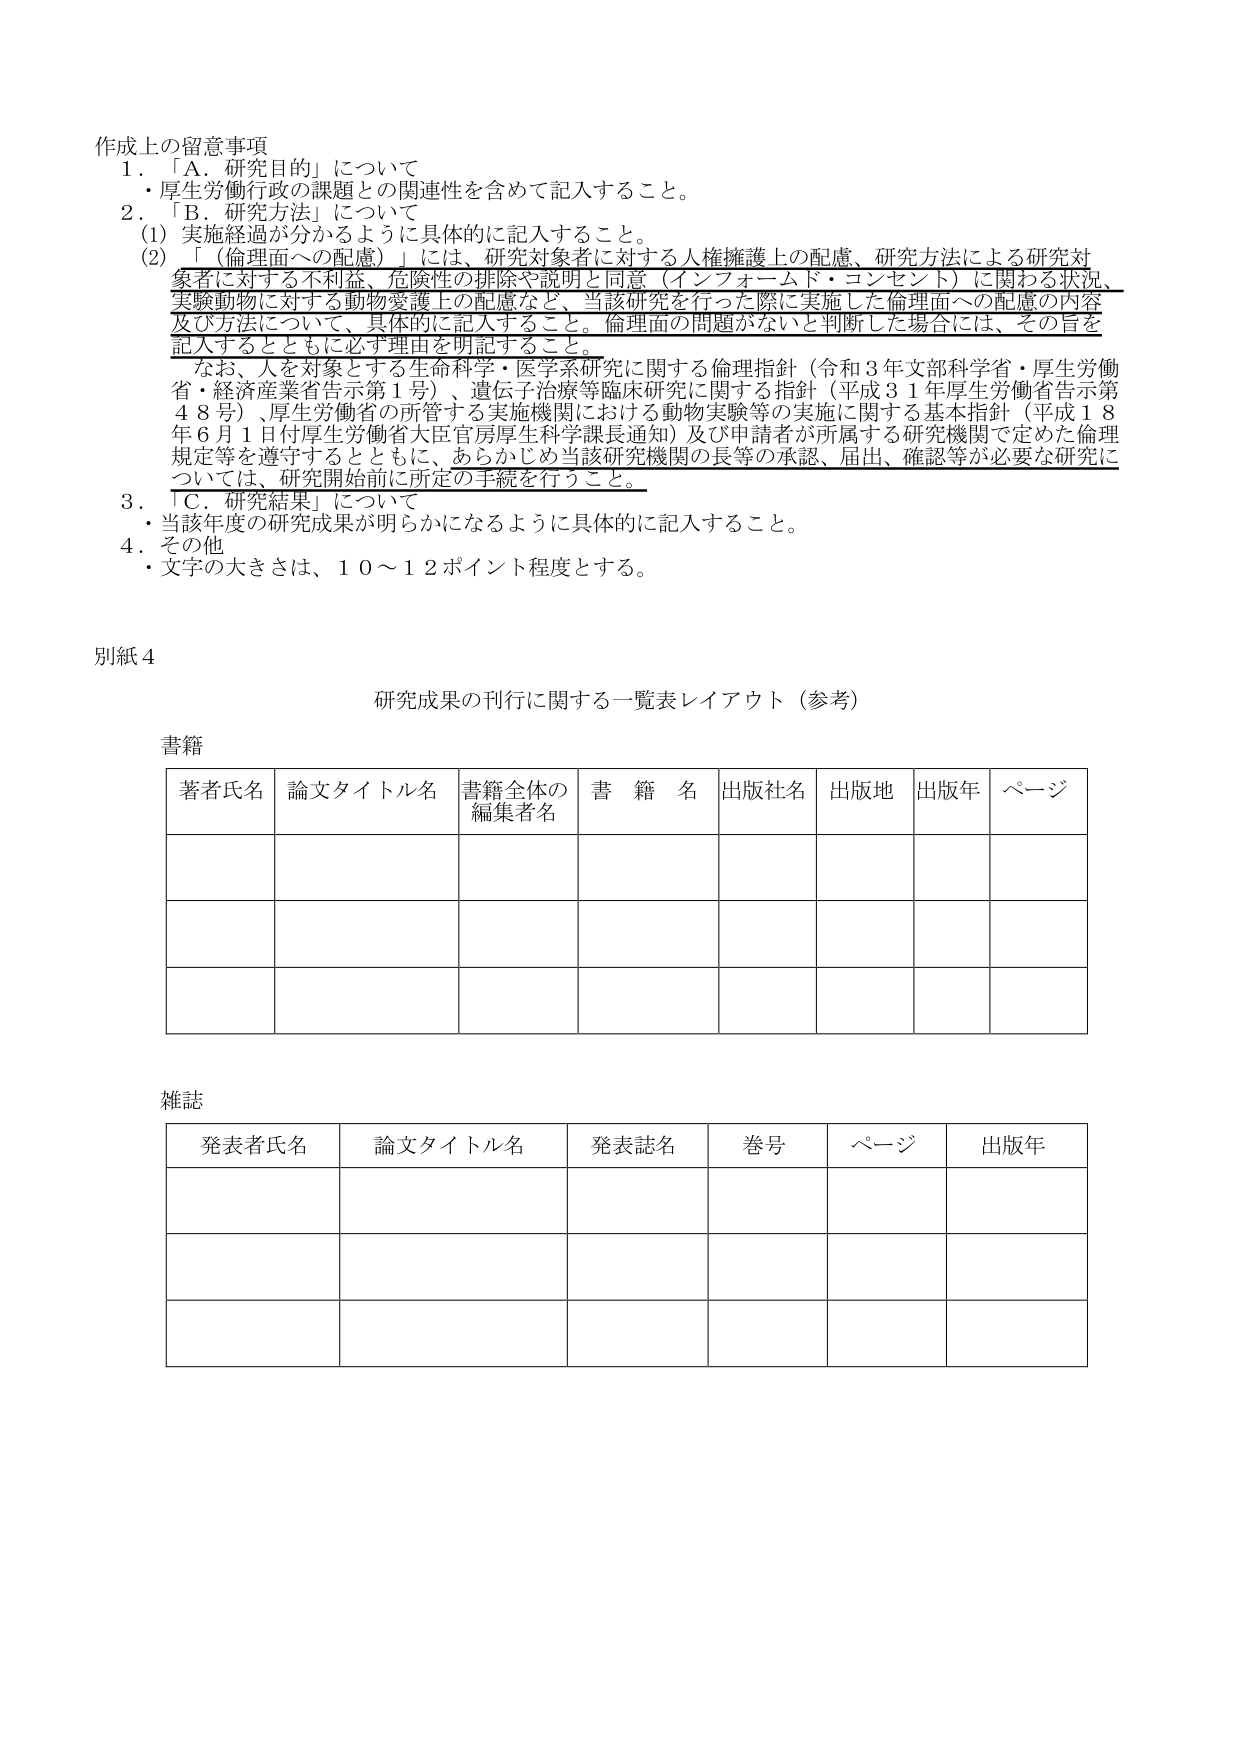 作成上の留意事項
１．「Ａ．研究目的」について
・厚生労働行政の課題との関連性を含めて記入すること。
２．「Ｂ．研究方法」について
(1) 実施経過が分かるように具体的に記入すること。
(2) 「（倫理面への配慮）」には、研究対象者に対する人権擁護上の配慮、研究方法による研究対
象者に対する不利益、危険性の排除や説明と同意（インフォームド・コンセント）に関わる状況、
実験動物に対する動物愛護上の配慮など、当該研究を行った際に実施した倫理面への配慮の内容
及び方法について、具体的に記入すること。倫理面の問題がないと判断した場合には、その旨を
記入するとともに必ず理由を明記すること。
なお、人を対象とする生命科学・医学系研究に関する倫理指針（令和３年文部科学省・厚生労働
省・経済産業省告示第１号）、遺伝子治療等臨床研究に関する指針（平成３１年厚生労働省告示第
４８号）、厚生労働省の所管する実施機関における動物実験等の実施に関する基本指針（平成１８
年６月１日付厚生労働省大臣官房厚生科学課長通知）及び申請者が所属する研究機関で定めた倫理
規定等を遵守するとともに、あらかじめ当該研究機関の長等の承認、届出、確認等が必要な研究に
ついては、研究開始前に所定の手続を行うこと。
３．「Ｃ．研究結果」について
・当該年度の研究成果が明らかになるように具体的に記入すること。
４．その他
・文字の大きさは、１０～１２ポイント程度とする。
別紙４
研究成果の刊行に関する一覧表レイアウト（参考）
書籍
著者氏名 論文タイトル名 書籍全体の編集者名 書　籍　名 出版社名 出版地 出版年 ページ
雑誌
発表者氏名 論文タイトル名 発表誌名 巻号 ページ 出版年